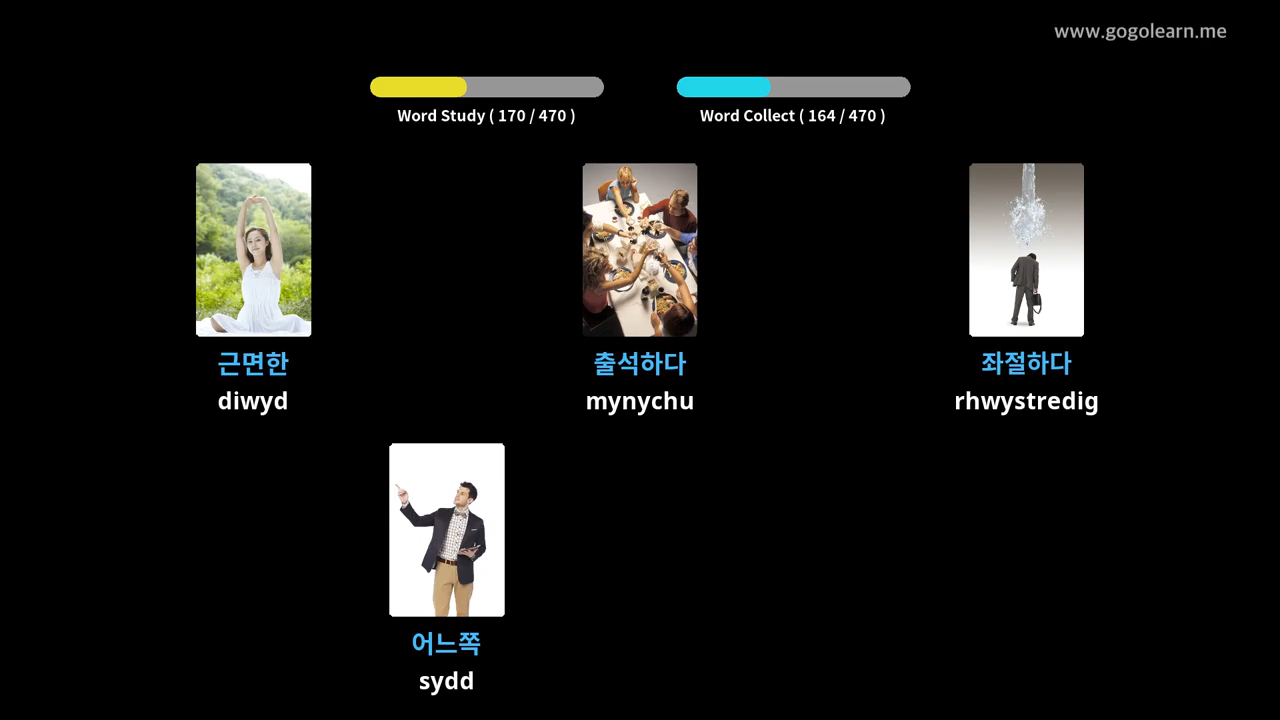 www.gogolearn.me
Word Study ( 170 / 470 )
Word Collect ( 164 / 470 )
근면한
diwyd
출석하다
mynychu
좌절하다
rhwystredig
어느쪽
sydd